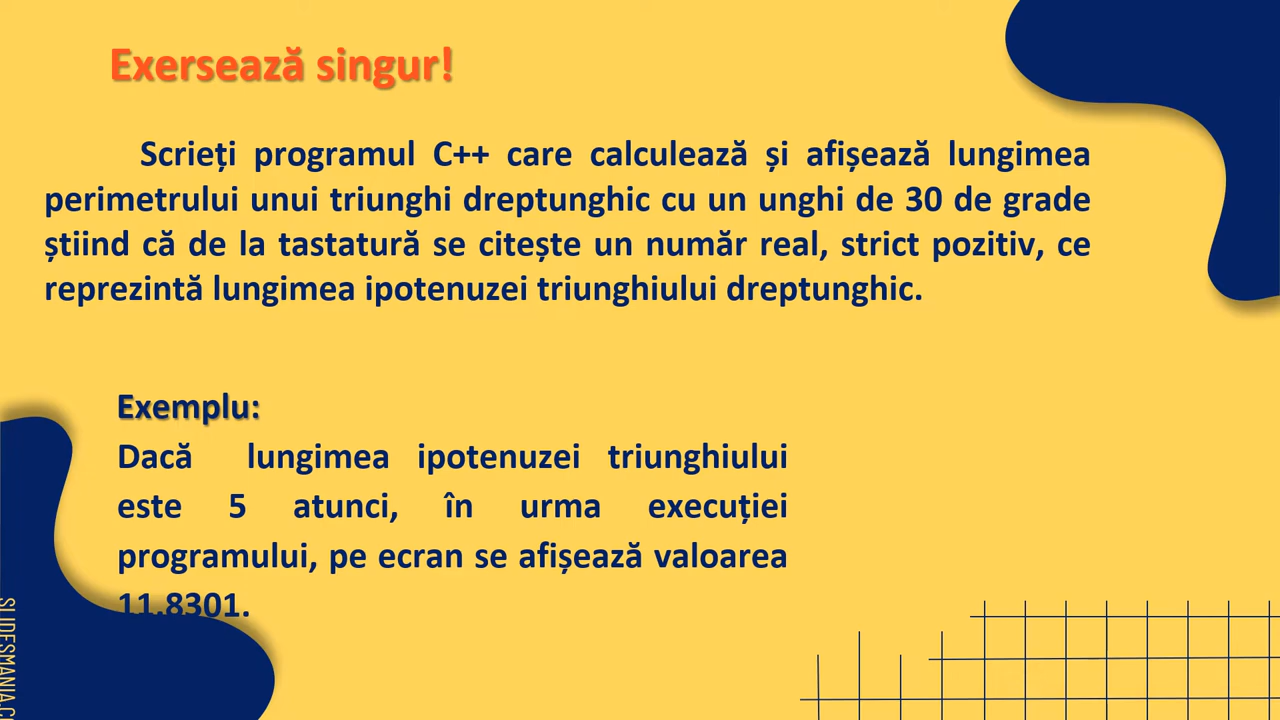 Exersează singur!
Scrieți programul C++ care calculează și afișează lungimea
perimetrului unui triunghi dreptunghic cu un unghi de 30 de grade
știind că de la tastatură se citește un număr real, strict pozitiv, ce
reprezintă lungimea ipotenuzei triunghiului dreptunghic.
Exemplu:
Dacă lungimea ipotenuzei triunghiului
este 5 atunci, în urma execuției
programului, pe ecran se afișează valoarea
11.8301.